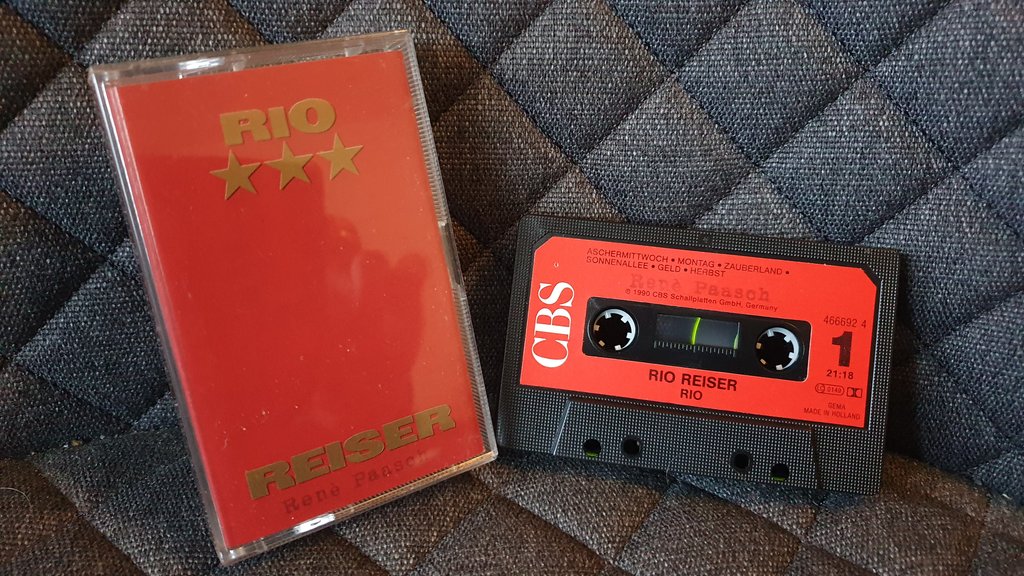 RIO
★★★
REISER
René Paasch
ASCHERMITTWOCH • MONTAG • ZAUBERLAND •
SONNENALLEE • GELD • HERBST
René Paasch
℗ 1990 CBS Schallplatten GmbH, Germany
CBS
466692 4
1
21:18
0149
RIO REISER
RIO
GEMA
MADE IN HOLLAND